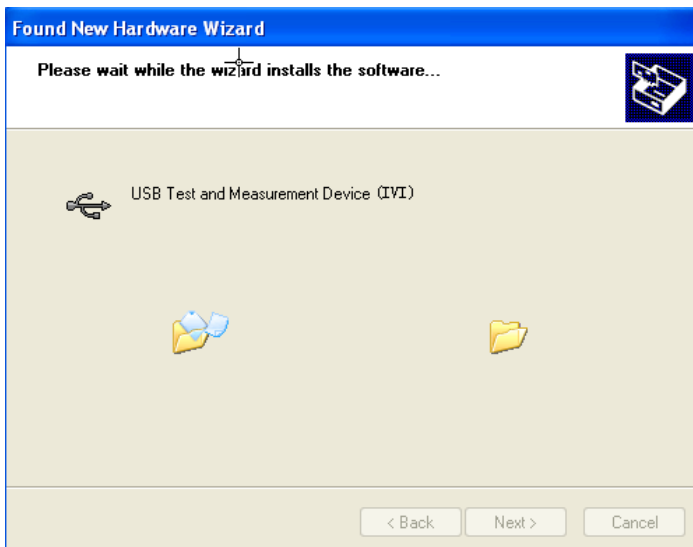 Found New Hardware Wizard
Please wait while the wizard installs the software...
USB Test and Measurement Device (IVI)
< Back
Next >
Cancel